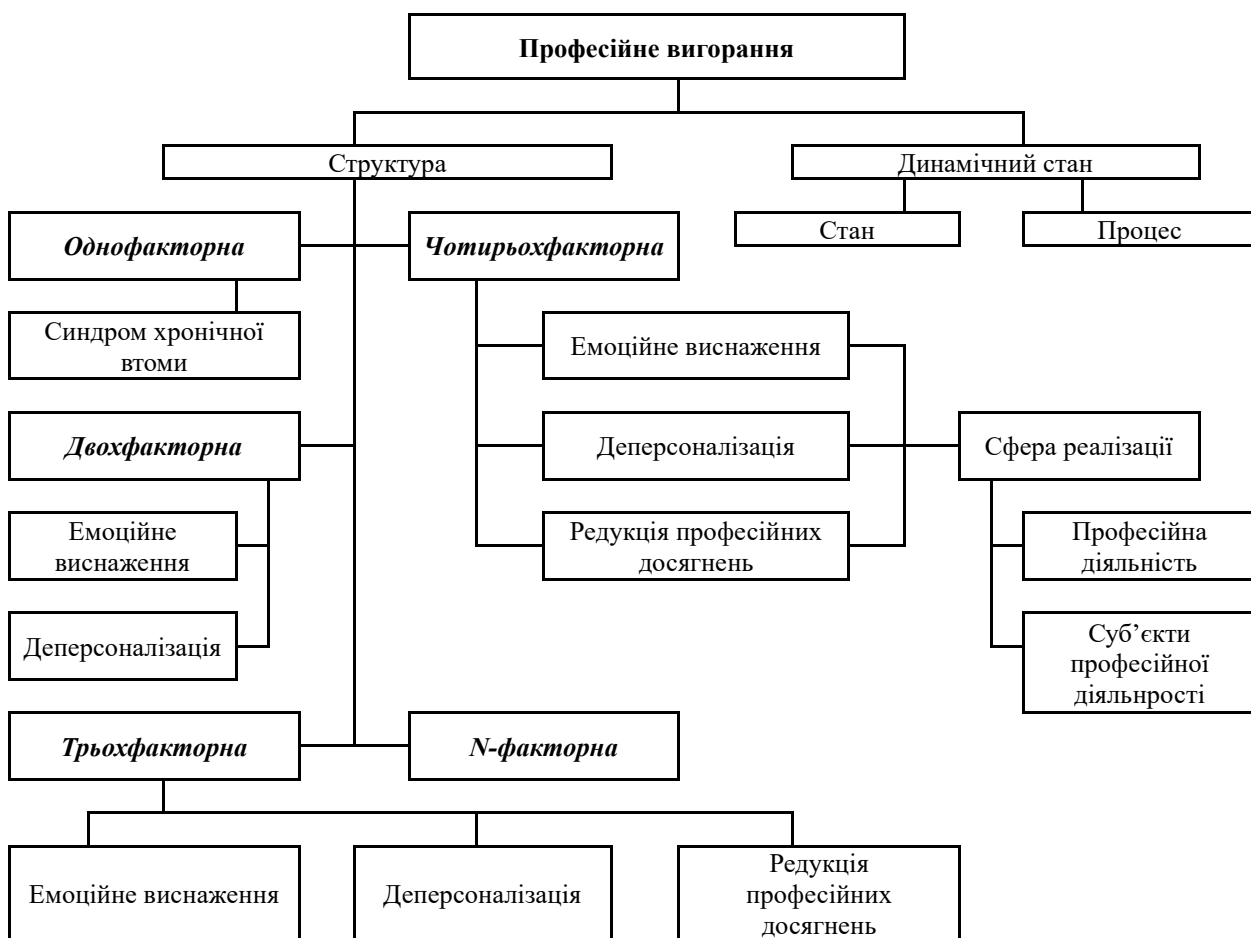 Професійне вигорання
Структура
Динамічний стан
Стан
Процес
Однофакторна
Чотирьохфакторна
Синдром хронічної
втоми
Емоційне виснаження
Двохфакторна
Деперсоналізація
Сфера реалізації
Емоційне
виснаження
Редукція професійних
досягнень
Професійна
діяльність
Деперсоналізація
Суб’єкти
професійної
діяльнрості
Трьохфакторна
N-факторна
Емоційне виснаження
Деперсоналізація
Редукція
професійних
досягнень